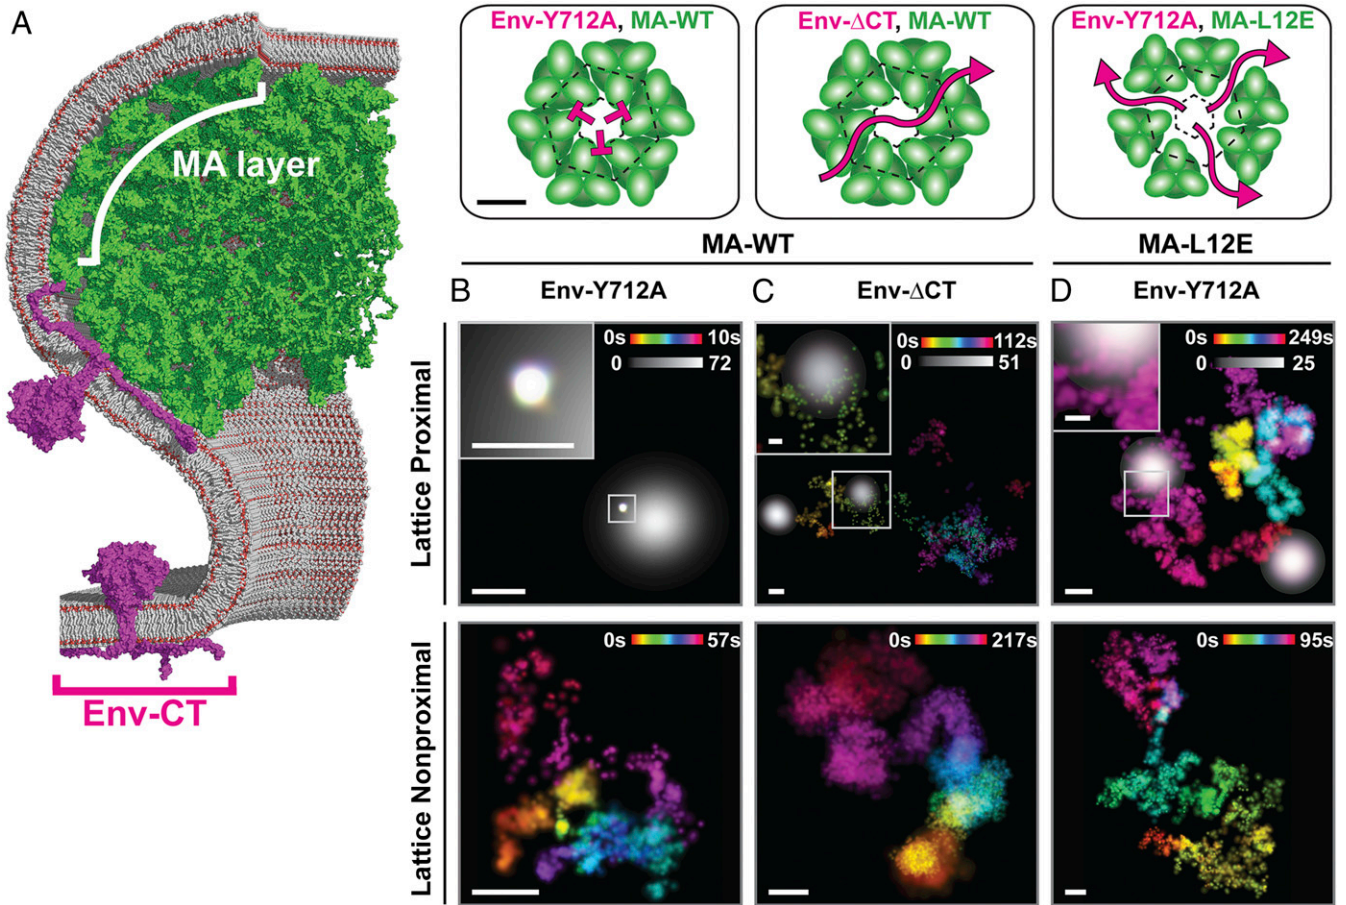 A
MA layer
Env-CT
Env-Y712A, MA-WT
Env-ΔCT, MA-WT
Env-Y712A, MA-L12E
MA-WT
MA-L12E
B
Env-Y712A
C
Env-ΔCT
D
Env-Y712A
Lattice Proximal
0s 10s
0 72
0s 112s
0 51
0s 249s
0 25
Lattice Nonproximal
0s 57s
0s 217s
0s 95s